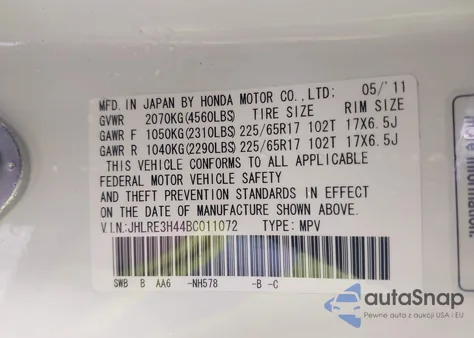 MFD. IN JAPAN BY HONDA MOTOR CO., LTD: 05/'11
GVWR 2070KG(4560LBS) TIRE SIZE RIM SIZE
GAWR F 1050KG(2310LBS) 225/65R17 102T 17X6.5J
GAWR R 1040KG(2290LBS) 225/65R17 102T 17X6.5J
THIS VEHICLE CONFORMS TO ALL APPLICABLE
FEDERAL MOTOR VEHICLE SAFETY
AND THEFT PREVENTION STANDARDS IN EFFECT
ON THE DATE OF MANUFACTURE SHOWN ABOVE.
V.I.N:JHLRE3H44BC011072 TYPE: MPV
SWB B AA6 -NH578 -B -C
Information.
autoSnap
Pewne auta z aukcji USA i EU